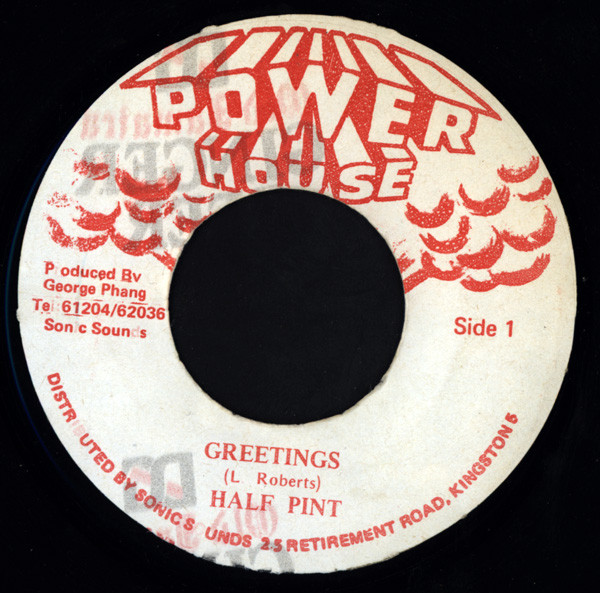 POWER
HOUSE
Produced By
George Phang
Tel: 61204/62036
Sonic Sounds
Side 1
GREETINGS
(L Roberts)
HALF PINT
DISTRIBUTED BY SONIC S UNDS 25 RETIREMENT ROAD, KINGSTON 5